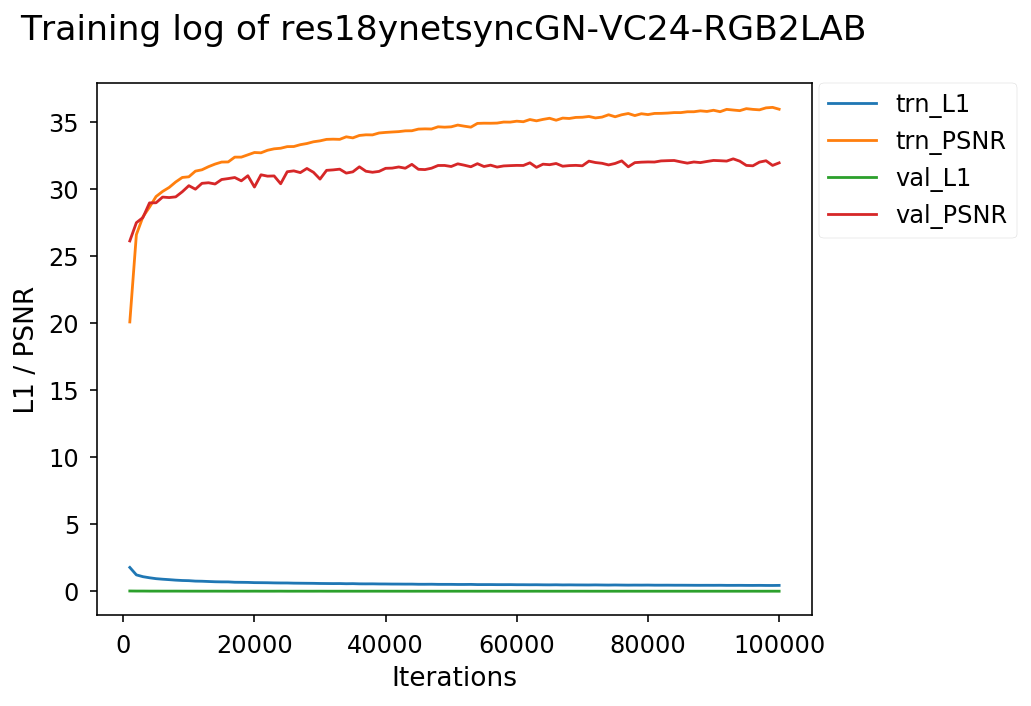 Training log of res18ynetsyncGN-VC24-RGB2LAB
trn_L1
trn_PSNR
val_L1
val_PSNR
L1 / PSNR
35
30
25
20
15
10
5
0
0 20000 40000 60000 80000 100000
Iterations